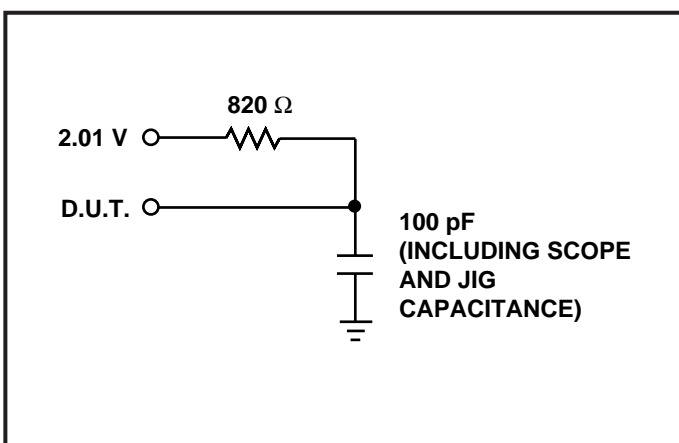 820 Ω
2.01 V
D.U.T.
100 pF
(INCLUDING SCOPE
AND JIG
CAPACITANCE)